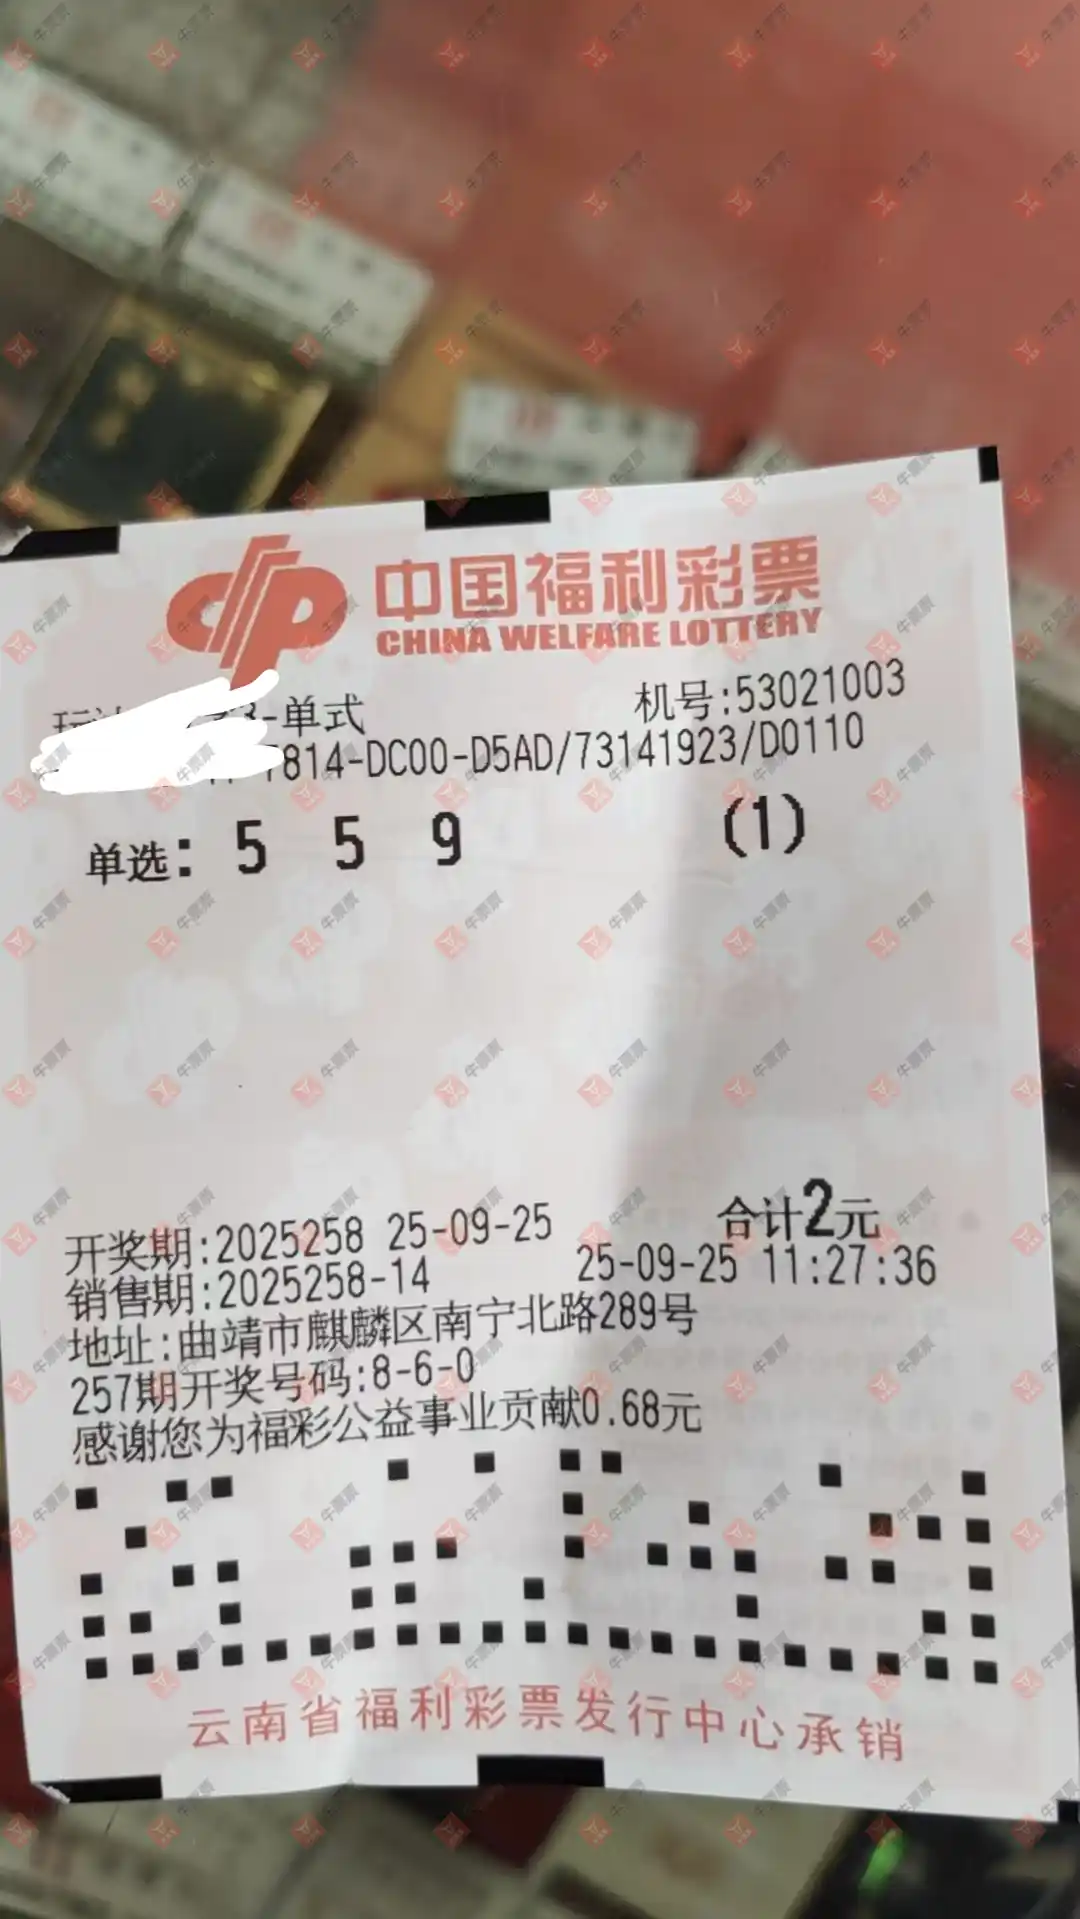 中国福利彩票
CHINA WELFARE LOTTERY
3-单式 机号:53021003
7814-DC00-D5AD/73141923/D0110
单选: 5 5 9 (1)
合计2元
开奖期:2025258 25-09-25
销售期:2025258-14 25-09-25 11:27:36
地址:曲靖市麒麟区南宁北路289号
257期开奖号码:8-6-0
感谢您为福彩公益事业贡献0.68元
云南省福利彩票发行中心承销
牛票票